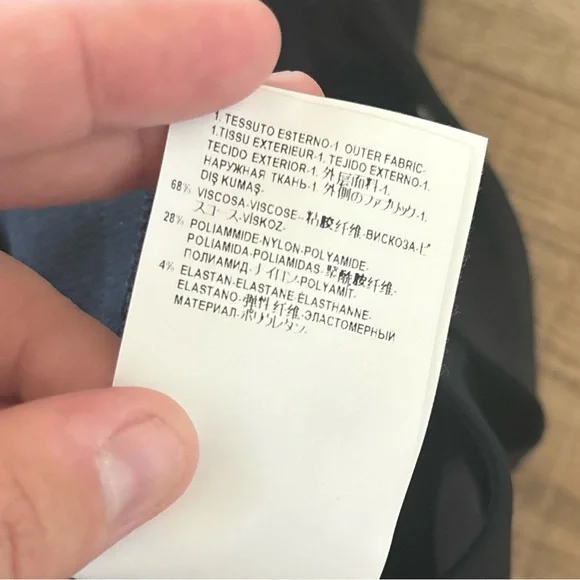 1. TESSUTO ESTERNO-1. OUTER FABRIC-
1.TISSU EXTERIEUR-1. TEJIDO EXTERNO-1.
TECIDO EXTERIOR-1. 外层面料-1.
НАРУЖНАЯ ТКАНЬ-1. 外側のファブリック-1.
DIŞ KUMAŞ-
68% VISCOSA-VISCOSE--粘胶纤维-ВИСКОЗА-ビ
スコース-VİSKOZ-
28% POLIAMMIDE-NYLON-POLYAMIDE-
POLIAMIDA-POLIAMIDAS-聚酰胺纤维-
ПОЛИАМИД-ナイロン-POLYAMİT-
4% ELASTAN-ELASTANE-ÉLASTHANNE-
ELASTANO-弹性纤维-ЭЛАСТОМЕРНЫЙ
МАТЕРИАЛ-ポリウレタン-